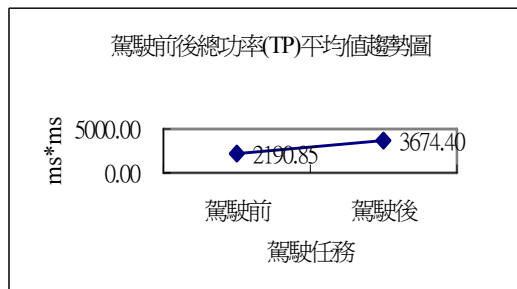 駕駛前後總功率(TP)平均值趨勢圖
ms*ms
5000.00
0.00
2190.85
3674.40
駕駛前
駕駛後
駕駛任務